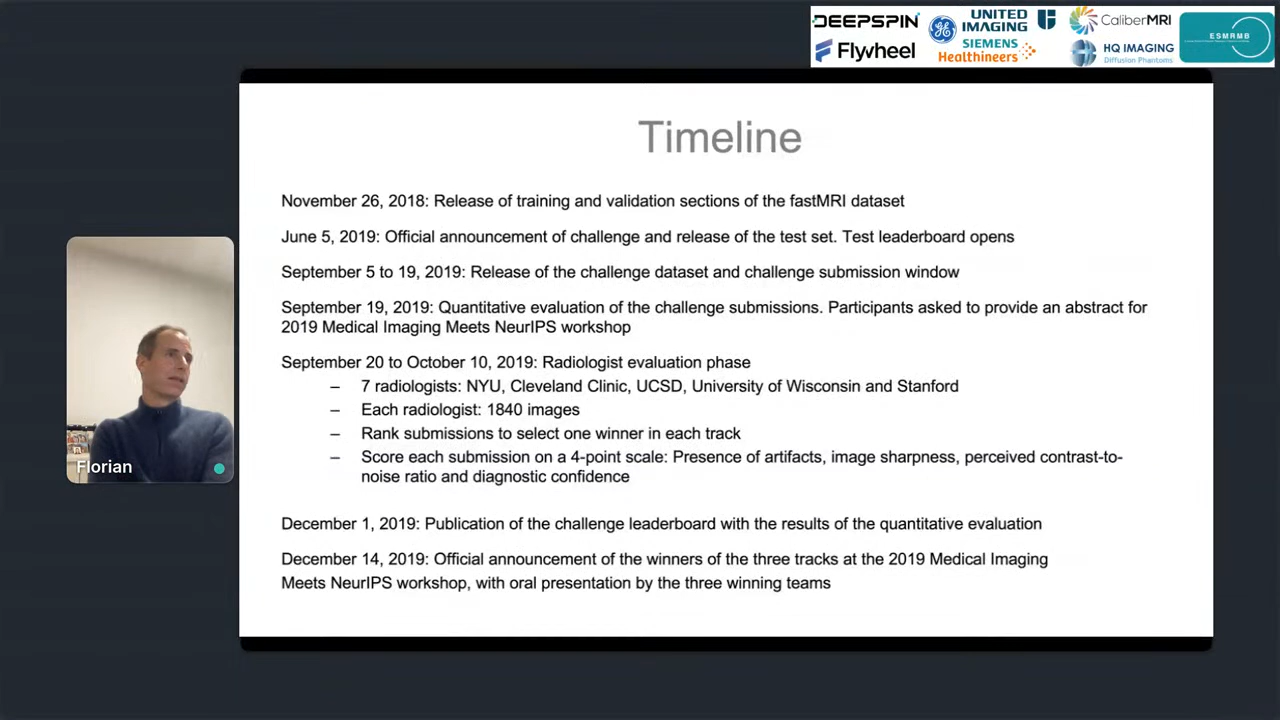 DEEPSPIN
UNITED
IMAGING
CaliberMRI
ESMRMB
Flywheel
GE
SIEMENS
Healthineers
HQ IMAGING
Diffusion Phantoms
Timeline
November 26, 2018: Release of training and validation sections of the fastMRI dataset
June 5, 2019: Official announcement of challenge and release of the test set. Test leaderboard opens
September 5 to 19, 2019: Release of the challenge dataset and challenge submission window
September 19, 2019: Quantitative evaluation of the challenge submissions. Participants asked to provide an abstract for
2019 Medical Imaging Meets NeurIPS workshop
September 20 to October 10, 2019: Radiologist evaluation phase
– 7 radiologists: NYU, Cleveland Clinic, UCSD, University of Wisconsin and Stanford
– Each radiologist: 1840 images
– Rank submissions to select one winner in each track
– Score each submission on a 4-point scale: Presence of artifacts, image sharpness, perceived contrast-to-
noise ratio and diagnostic confidence
December 1, 2019: Publication of the challenge leaderboard with the results of the quantitative evaluation
December 14, 2019: Official announcement of the winners of the three tracks at the 2019 Medical Imaging
Meets NeurIPS workshop, with oral presentation by the three winning teams
Florian